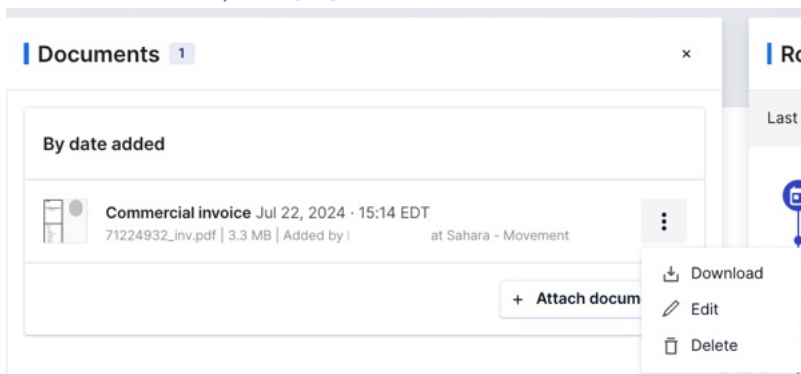 Documents 1 ×
By date added
Commercial invoice Jul 22, 2024 · 15:14 EDT
71224932_inv.pdf | 3.3 MB | Added by at Sahara - Movement
+ Attach docum
Download
Edit
Delete
Last